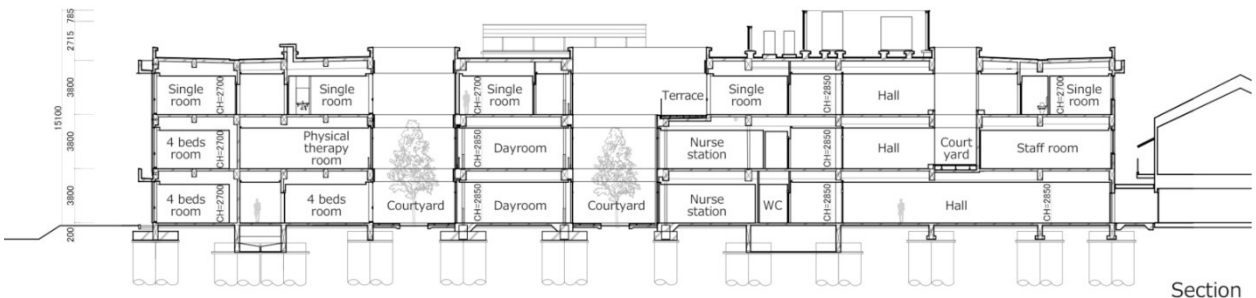 785
2715
3800
15100
3800
3800
200
Single
room
CH=2700
Single
room
CH=2700
Single
room
Terrace
Single
room
CH=2850
Hall
CH=2700
Single
room
4 beds
room
CH=2700
Physical
therapy
room
CH=2850
Dayroom
Nurse
station
CH=2850
Hall
Court
yard
Staff room
4 beds
room
CH=2700
4 beds
room
Courtyard
CH=2850
Dayroom
Courtyard
Nurse
station
WC
CH=2850
Hall
CH=2850
Section